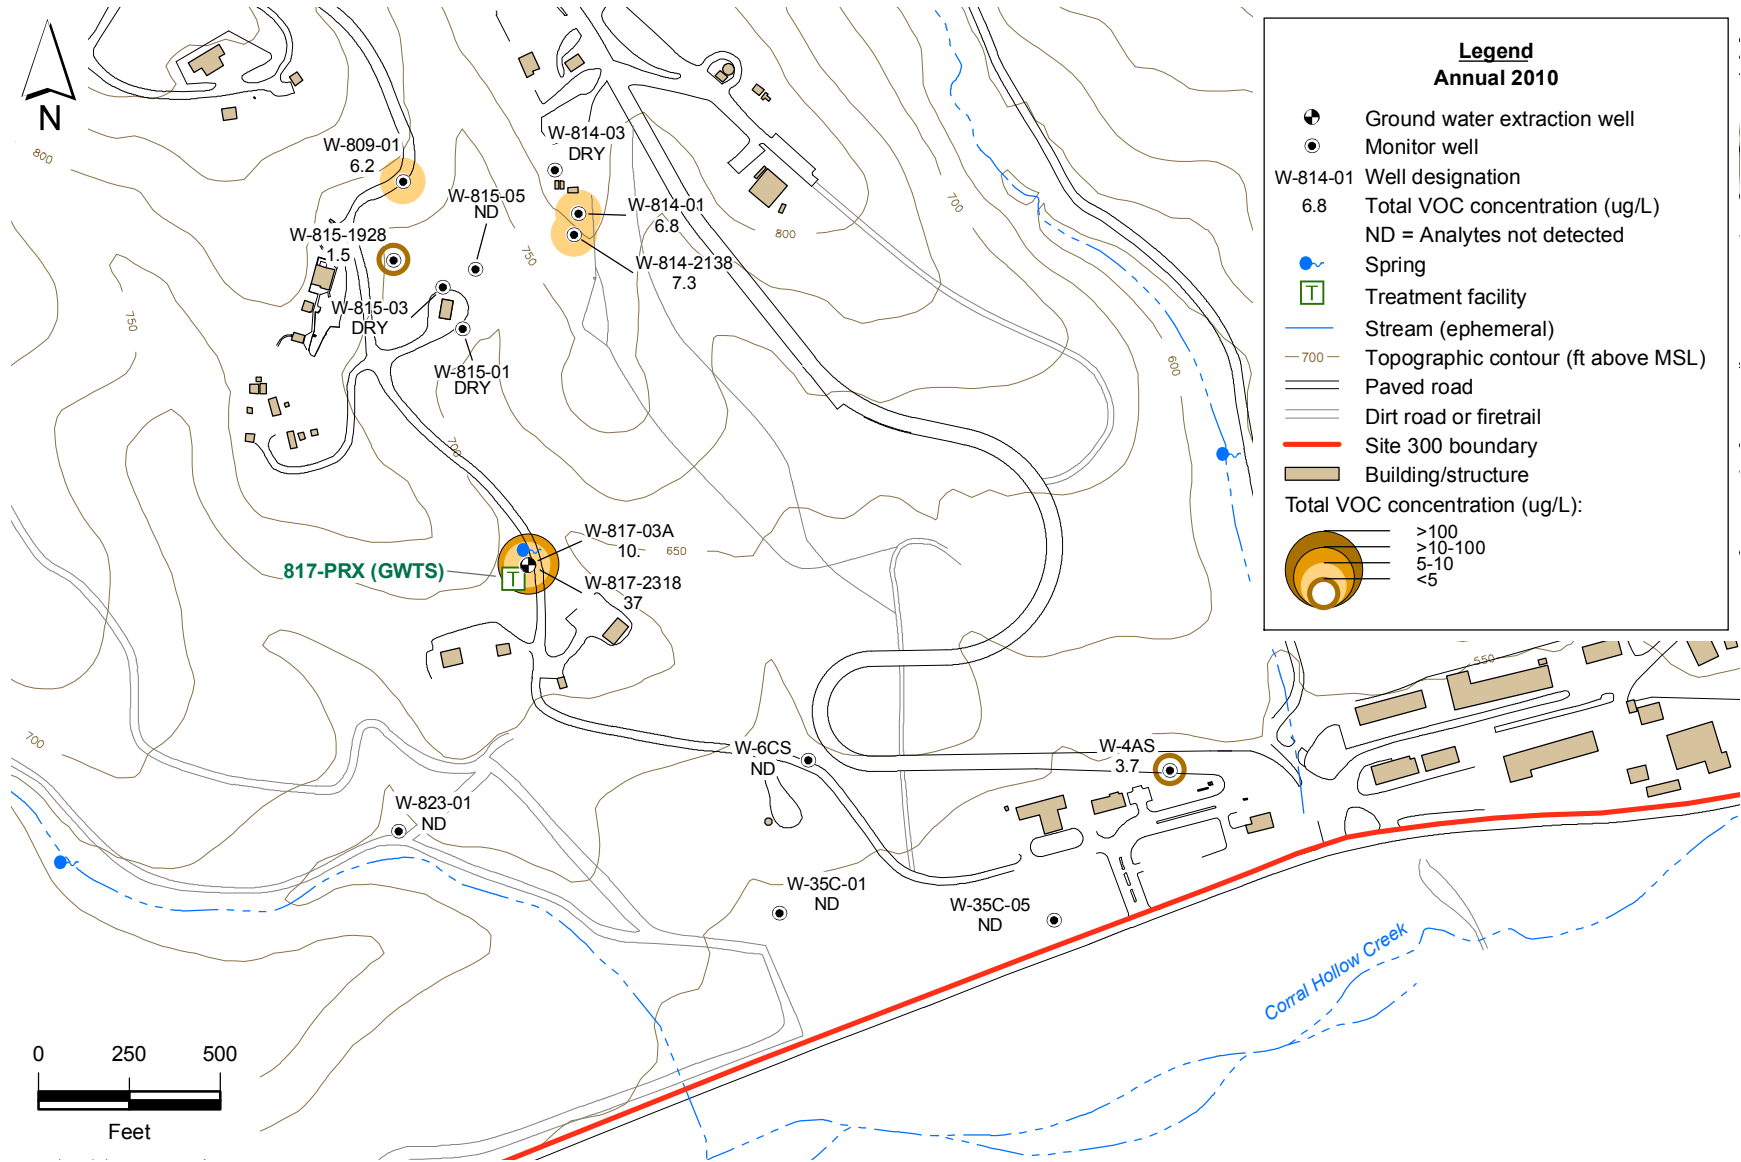 N
800
W-809-01
6.2
W-814-03
DRY
W-815-05
ND
W-814-01
6.8
W-815-1928
1.5
W-814-2138
7.3
W-815-03
DRY
W-815-01
DRY
750
750
700
800
700
600
W-817-03A
10.
650
817-PRX (GWTS)
T
W-817-2318
37
700
W-6CS
ND
W-4AS
3.7
550
W-823-01
ND
W-35C-01
ND
W-35C-05
ND
Corral Hollow Creek
0 250 500
Feet
Legend
Annual 2010
Ground water extraction well
Monitor well
W-814-01 Well designation
6.8 Total VOC concentration (ug/L)
ND = Analytes not detected
Spring
T Treatment facility
Stream (ephemeral)
700 Topographic contour (ft above MSL)
Paved road
Dirt road or firetrail
Site 300 boundary
Building/structure
Total VOC concentration (ug/L):
>100
>10-100
5-10
<5